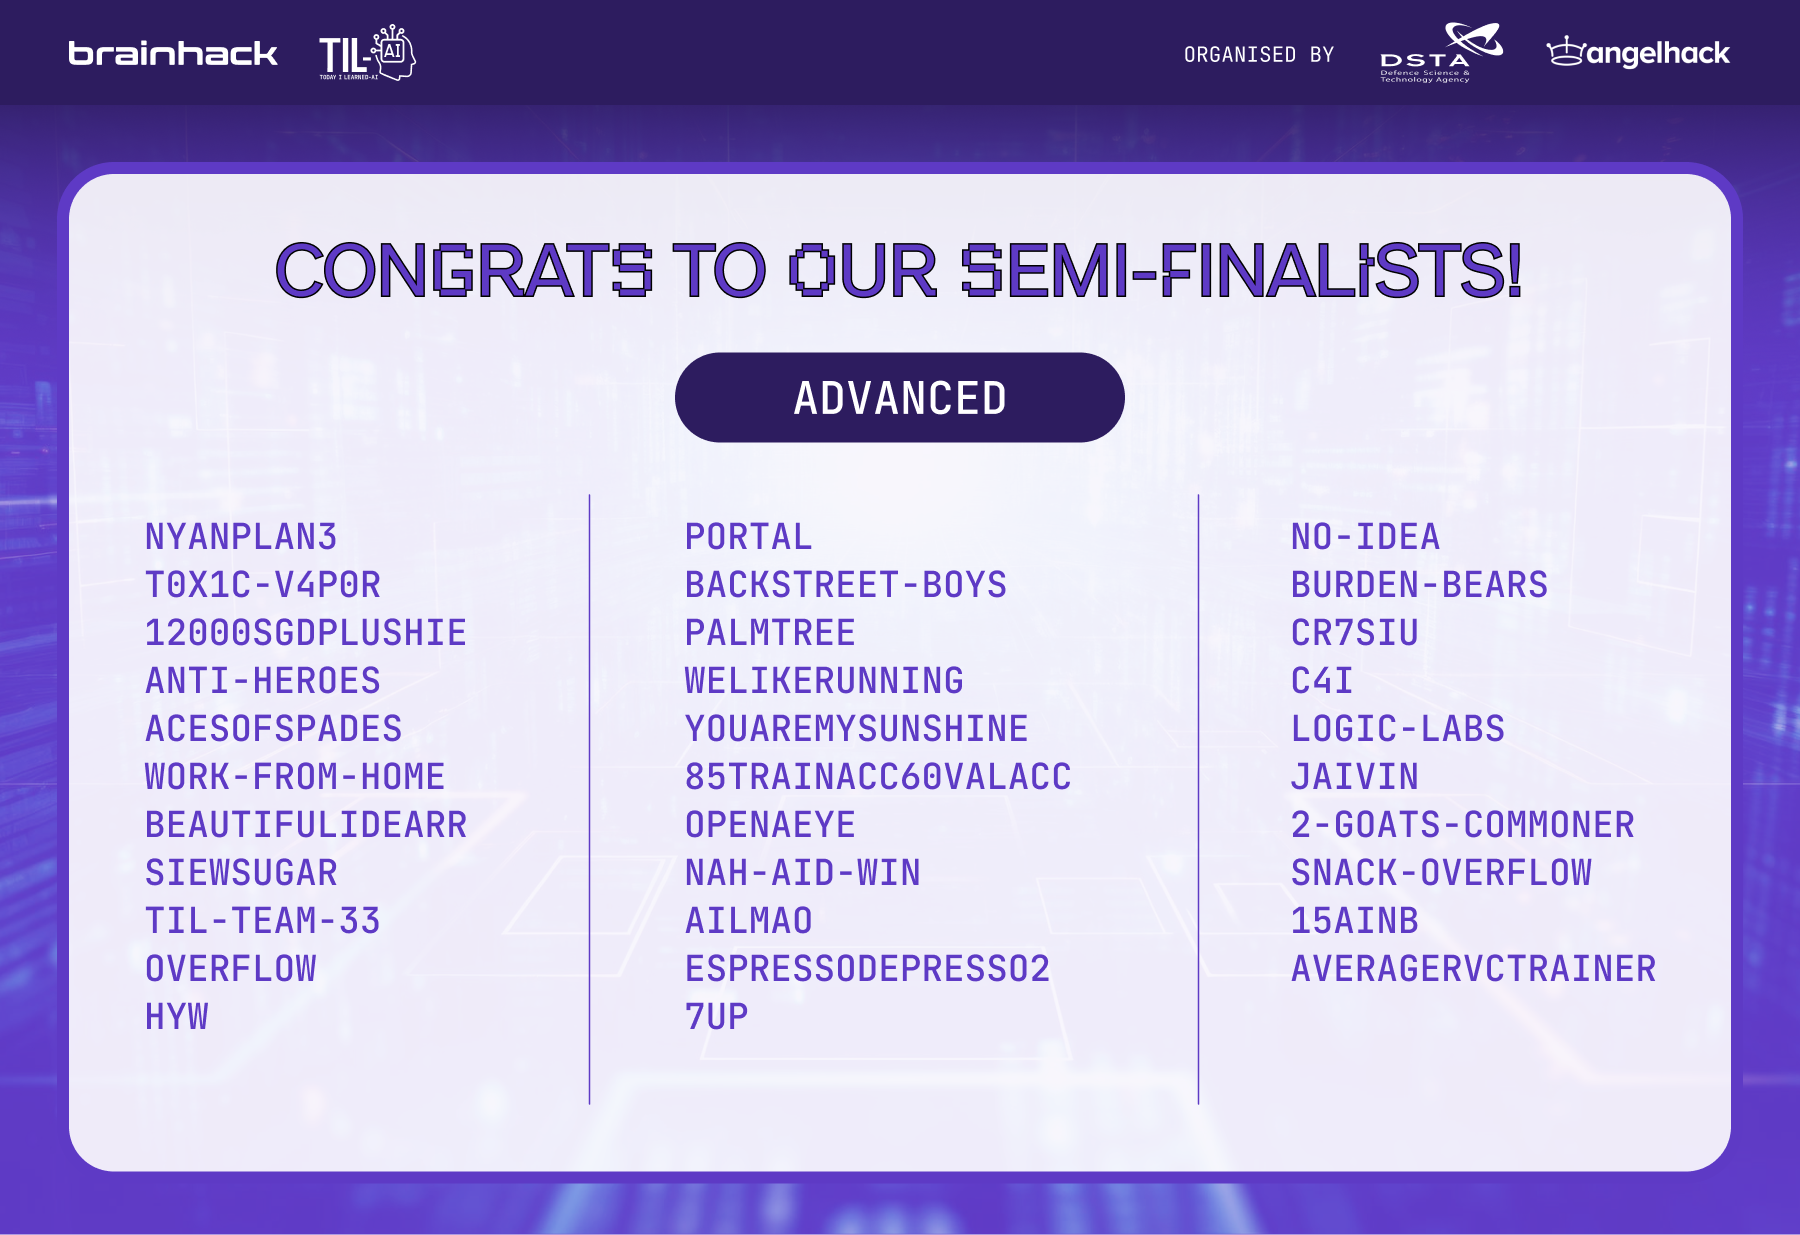 brainhack
TIL-AI
TODAY I LEARNED-AI
ORGANISED BY
DSTA
Defence Science &
Technology Agency
angelhack
CONGRATS TO OUR SEMI-FINALISTS!
ADVANCED
NYANPLAN3
T0X1C-V4P0R
12000SGDPLUSHIE
ANTI-HEROES
ACESOFSPADES
WORK-FROM-HOME
BEAUTIFULIDEARR
SIEWSUGAR
TIL-TEAM-33
OVERFLOW
HYW
PORTAL
BACKSTREET-BOYS
PALMTREE
WELIKERUNNING
YOUAREMYSUNSHINE
85TRAINACC60VALACC
OPENAEYE
NAH-AID-WIN
AILMAO
ESPRESSODEPRESSO2
7UP
NO-IDEA
BURDEN-BEARS
CR7SIU
C4I
LOGIC-LABS
JAIVIN
2-GOATS-COMMONER
SNACK-OVERFLOW
15AINB
AVERAGERVCTRAINER